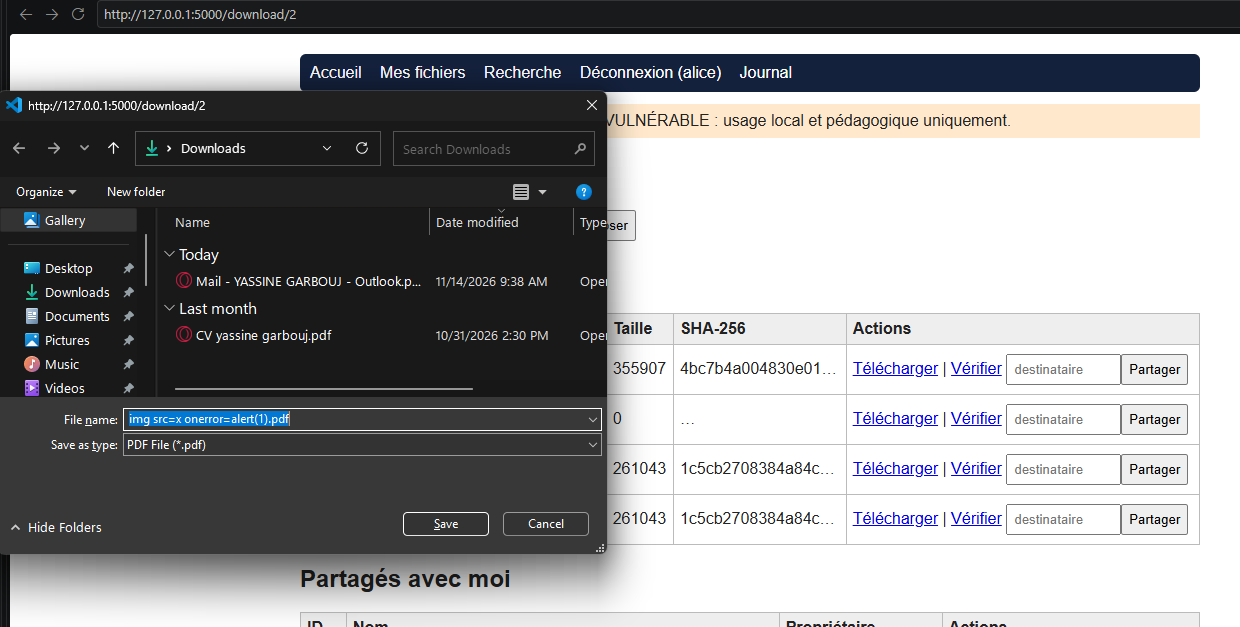 http://127.0.0.1:5000/download/2
Accueil Mes fichiers Recherche Déconnexion (alice) Journal
http://127.0.0.1:5000/download/2
VULNÉRABLE : usage local et pédagogique uniquement.
Downloads
Search Downloads
Organize
New folder
?
Gallery
Desktop
Downloads
Documents
Pictures
Music
Videos
Name Date modified Type
Today
Mail - YASSINE GARBOUJ - Outlook.p... 11/14/2026 9:38 AM Oper
Last month
CV yassine garbouj.pdf 10/31/2026 2:30 PM Oper
File name: img src=x onerror=alert(1).pdf
Save as type: PDF File (*.pdf)
Hide Folders
Save
Cancel
ser
Taille SHA-256 Actions
355907 4bc7b4a004830e01... Télécharger | Vérifier destinataire Partager
0 ... Télécharger | Vérifier destinataire Partager
261043 1c5cb2708384a84c... Télécharger | Vérifier destinataire Partager
261043 1c5cb2708384a84c... Télécharger | Vérifier destinataire Partager
Partagés avec moi
ID Nom Propriétaire Actions